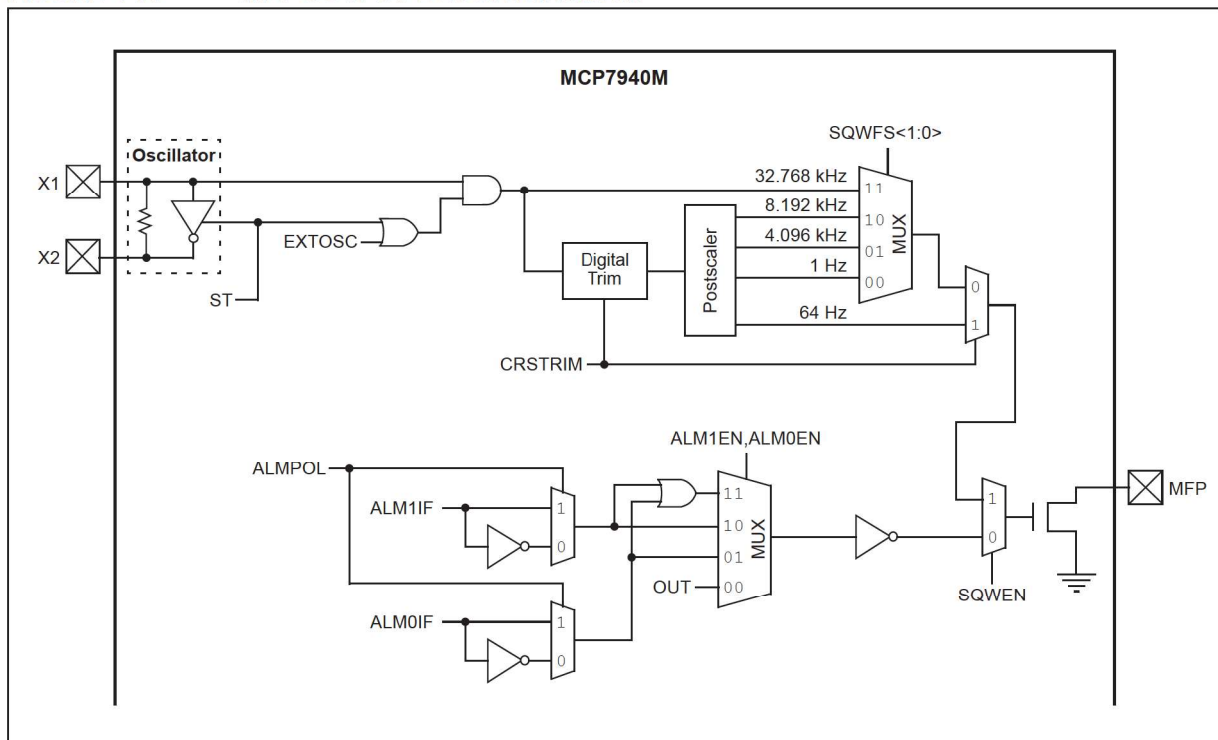 MCP7940M
SQWFS<1:0>
Oscillator
X1
32.768 kHz
11
8.192 kHz
10
EXTOSC
4.096 kHz
01
MUX
X2
Digital
Trim
Postscaler
1 Hz
00
0
ST
64 Hz
1
CRSTRIM
ALM1EN,ALM0EN
ALMPOL
ALM1IF
1
0
11
10
01
MUX
OUT
00
1
0
MFP
SQWEN
ALM0IF
1
0